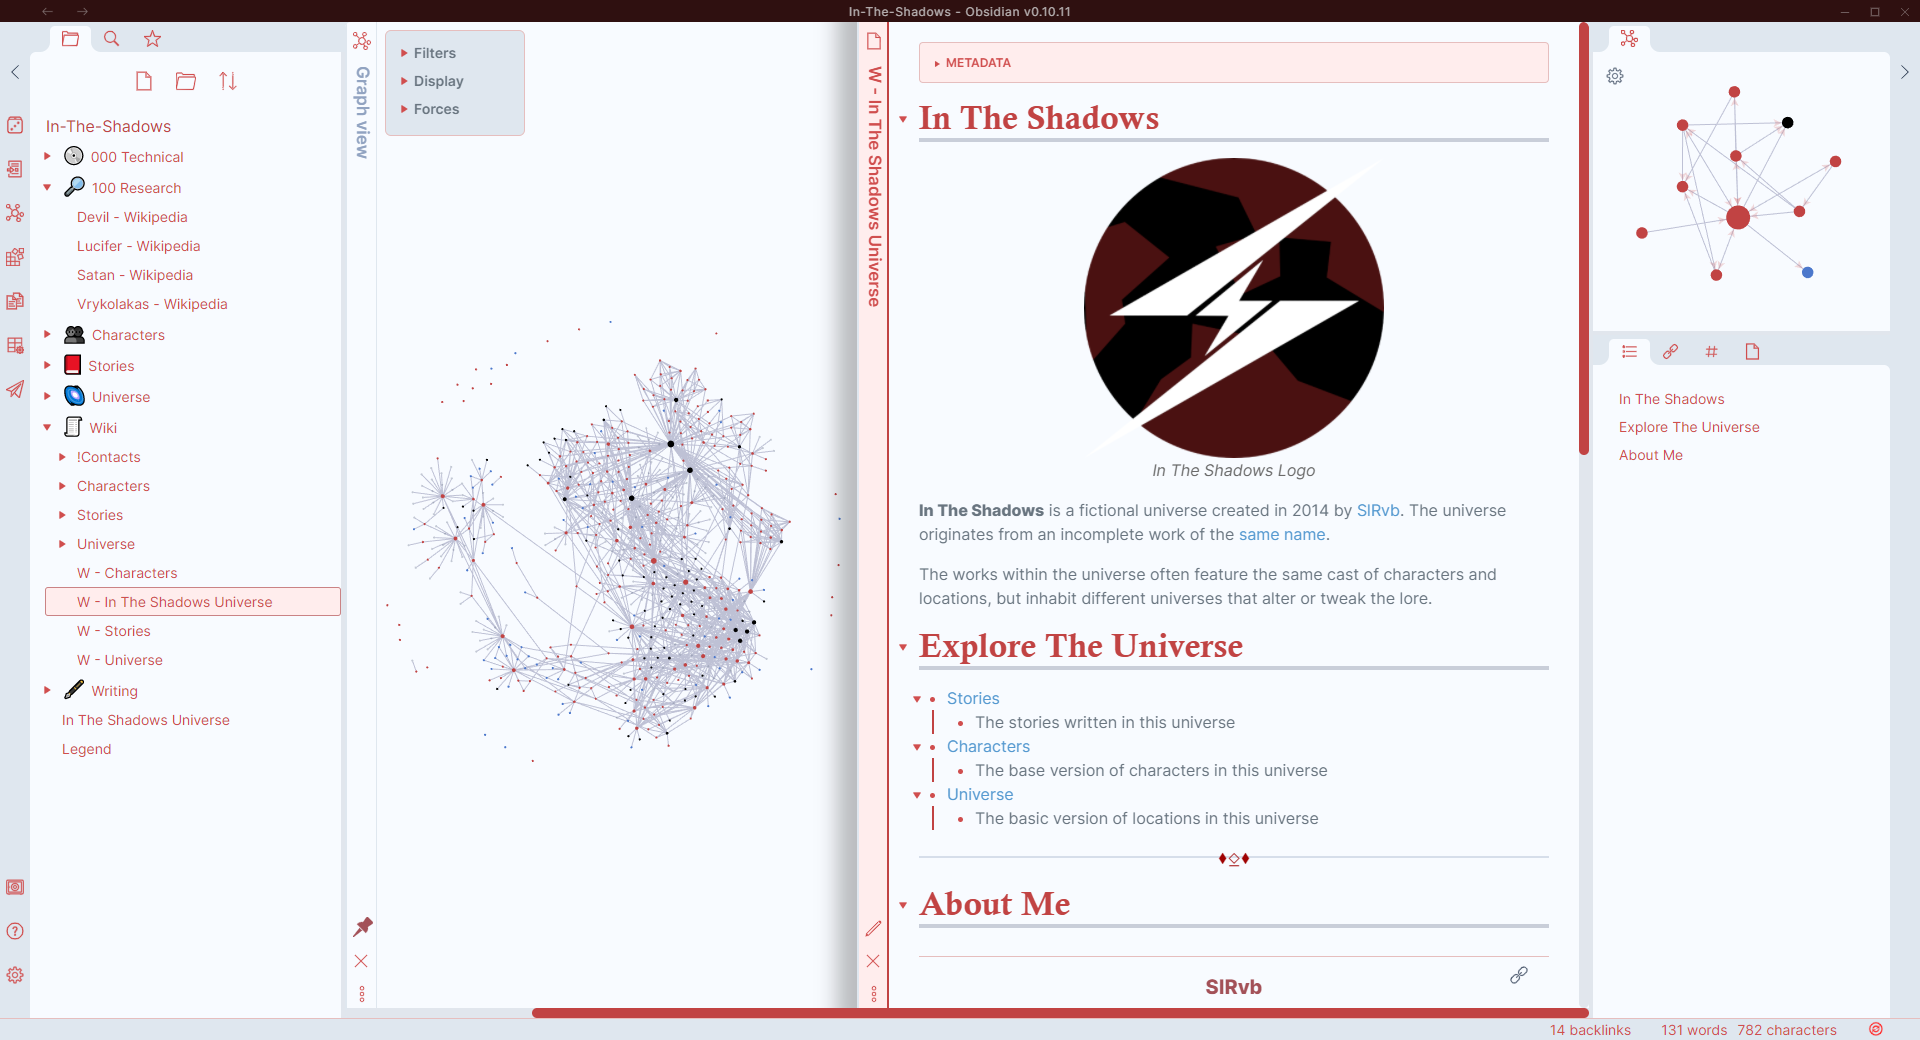 In-The-Shadows - Obsidian v0.10.11
In-The-Shadows
000 Technical
100 Research
Devil - Wikipedia
Lucifer - Wikipedia
Satan - Wikipedia
Vrykolakas - Wikipedia
Characters
Stories
Universe
Wiki
!Contacts
Characters
Stories
Universe
W - Characters
W - In The Shadows Universe
W - Stories
W - Universe
Writing
In The Shadows Universe
Legend
Graph view
Filters
Display
Forces
W - In The Shadows Universe
METADATA
In The Shadows
In The Shadows Logo
In The Shadows is a fictional universe created in 2014 by SIRvb. The universe
originates from an incomplete work of the same name.
The works within the universe often feature the same cast of characters and
locations, but inhabit different universes that alter or tweak the lore.
Explore The Universe
Stories
The stories written in this universe
Characters
The base version of characters in this universe
Universe
The basic version of locations in this universe
About Me
SIRvb
In The Shadows
Explore The Universe
About Me
14 backlinks 131 words 782 characters